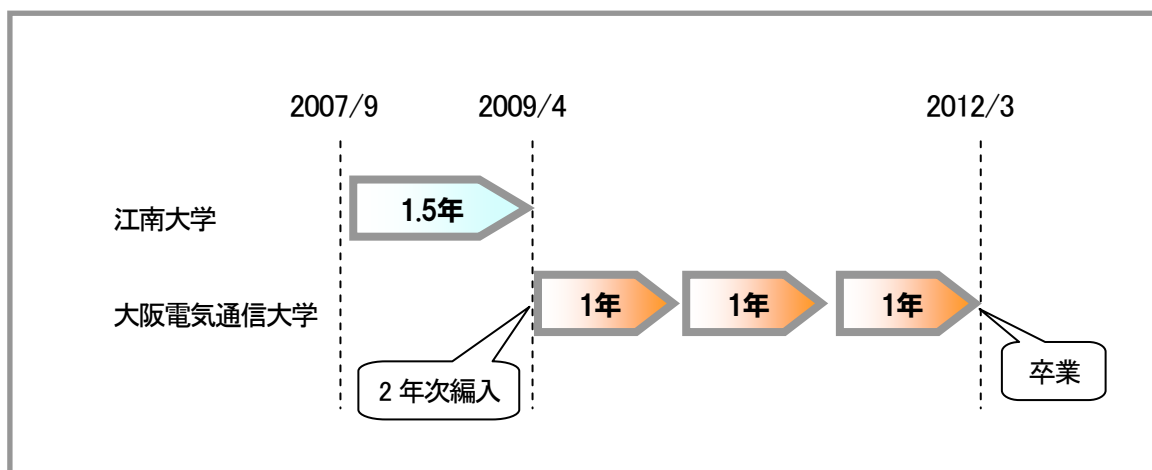 2007/9 2009/4 2012/3
江南大学 1.5年
大阪電気通信大学 1年 1年 1年
2 年次編入 卒業